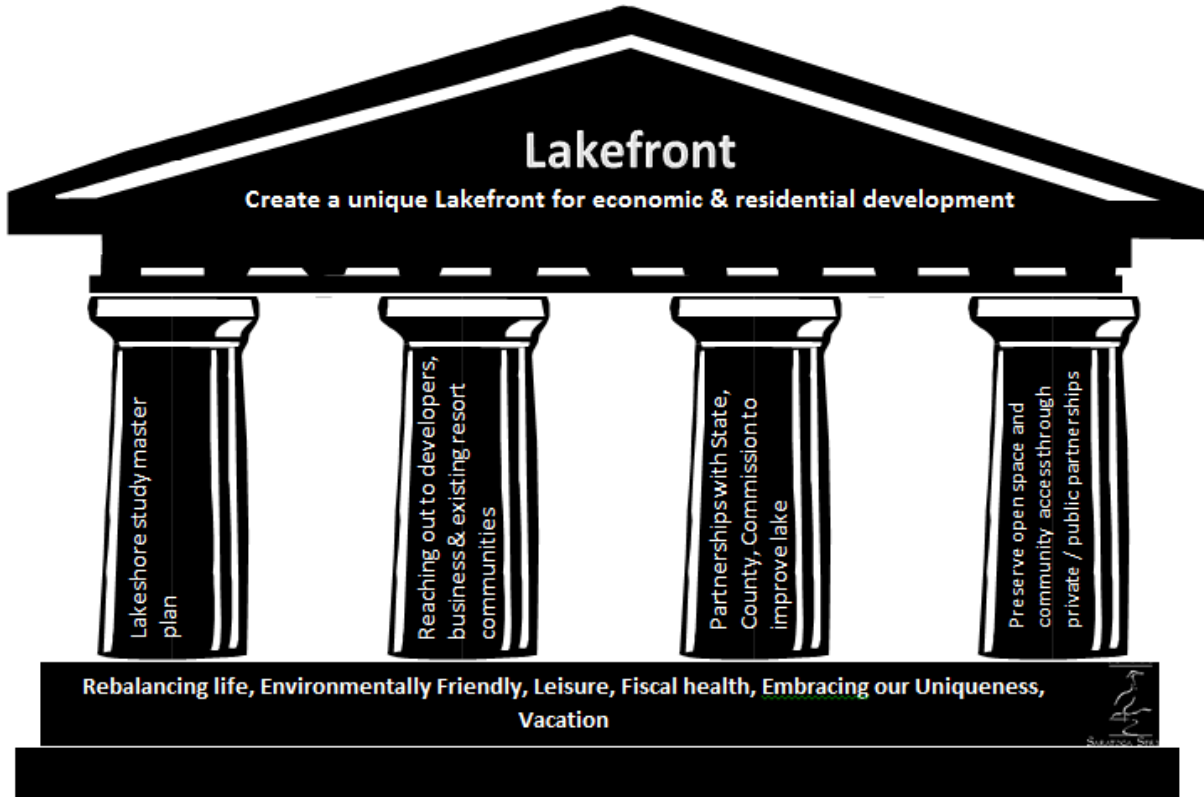 Lakefront
Create a unique Lakefront for economic & residential development
Lakeshore study master
plan
Reaching out to developers,
business & existing resort
communities
Partnerships with State,
County, Commission to
improve lake
Preserve open space and
community access through
private / public partnerships
Rebalancing life, Environmentally Friendly, Leisure, Fiscal health, Embracing our Uniqueness,
Vacation